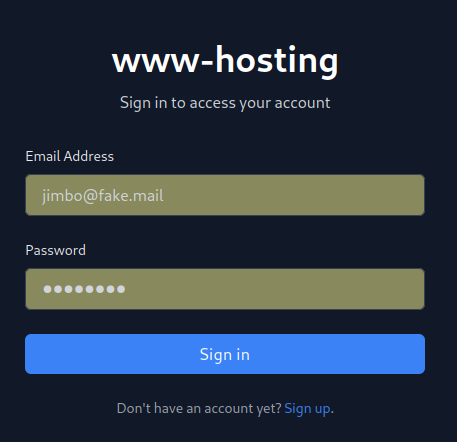 www-hosting
Sign in to access your account
Email Address
jimbo@fake.mail
Password
●●●●●●●●
Sign in
Don't have an account yet? Sign up.